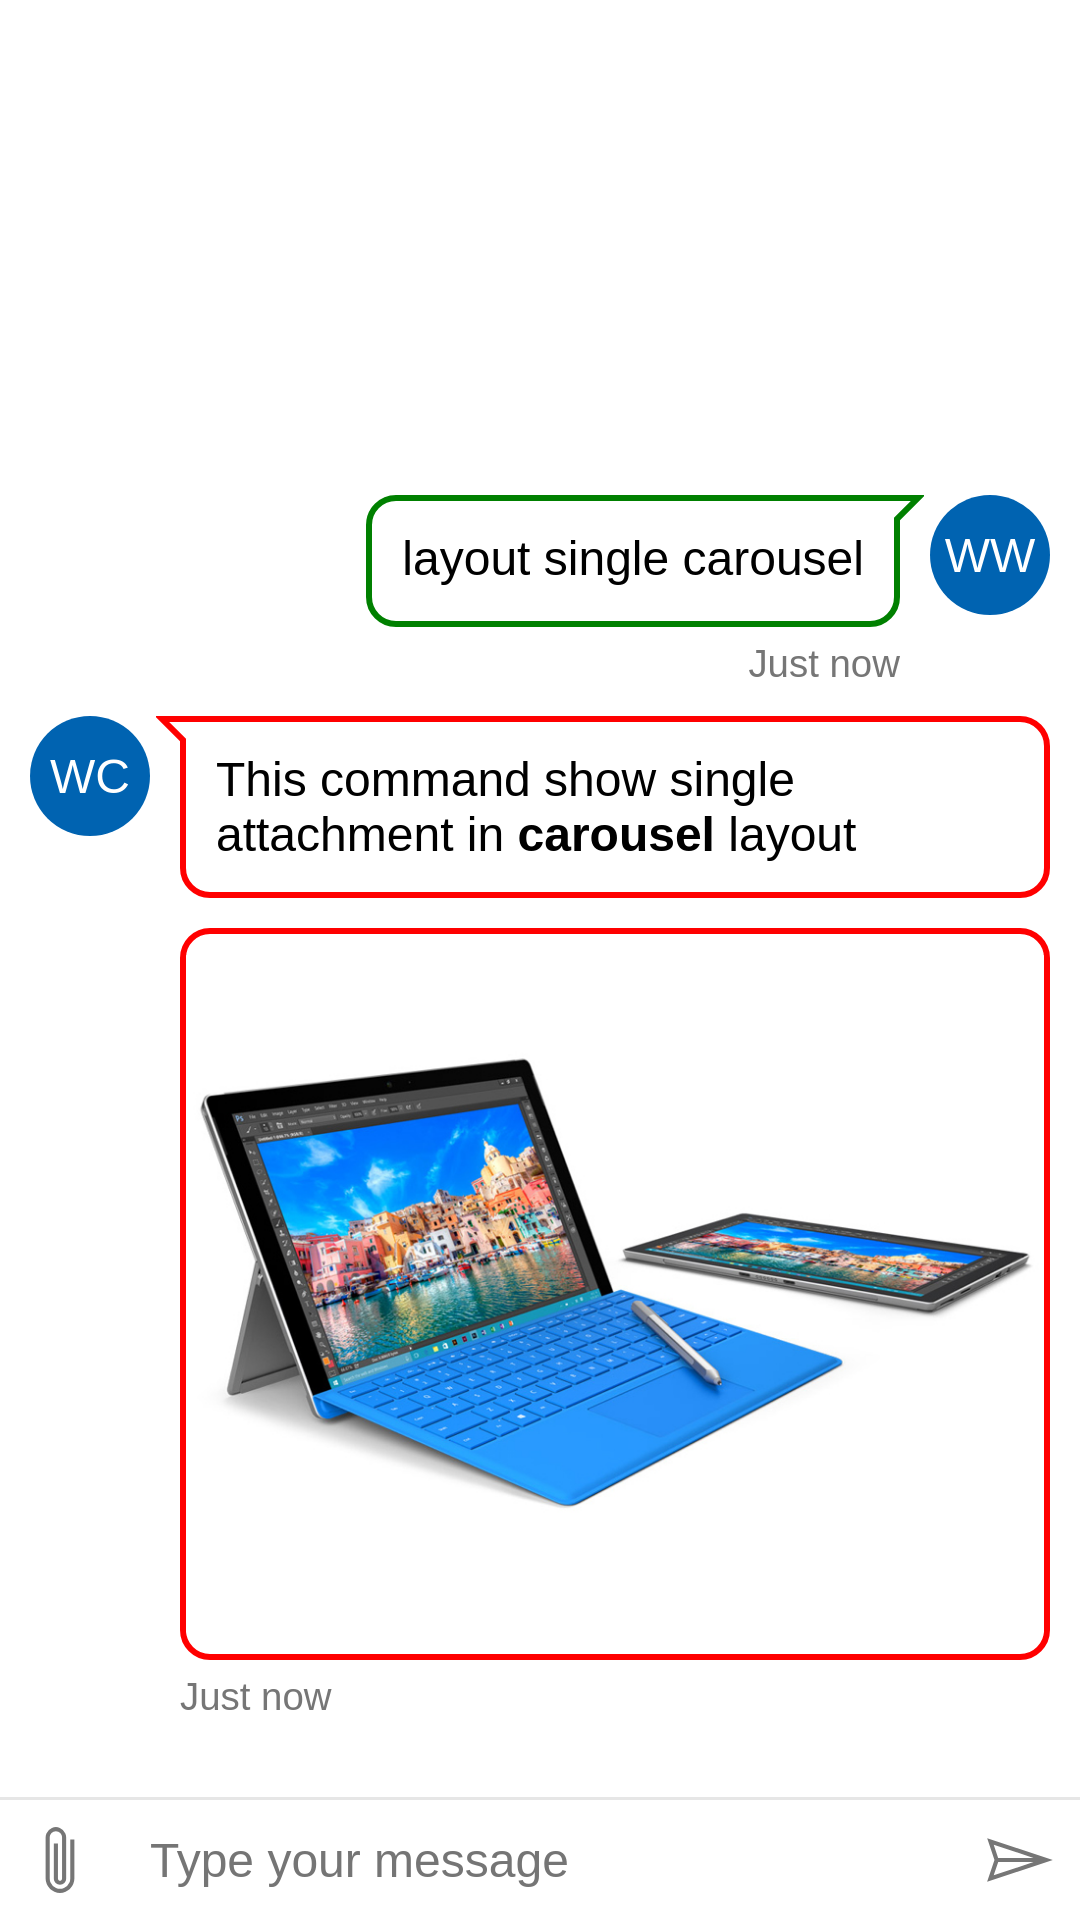 layout single carousel
WW
Just now
WC
This command show single
attachment in carousel layout
Just now
Type your message